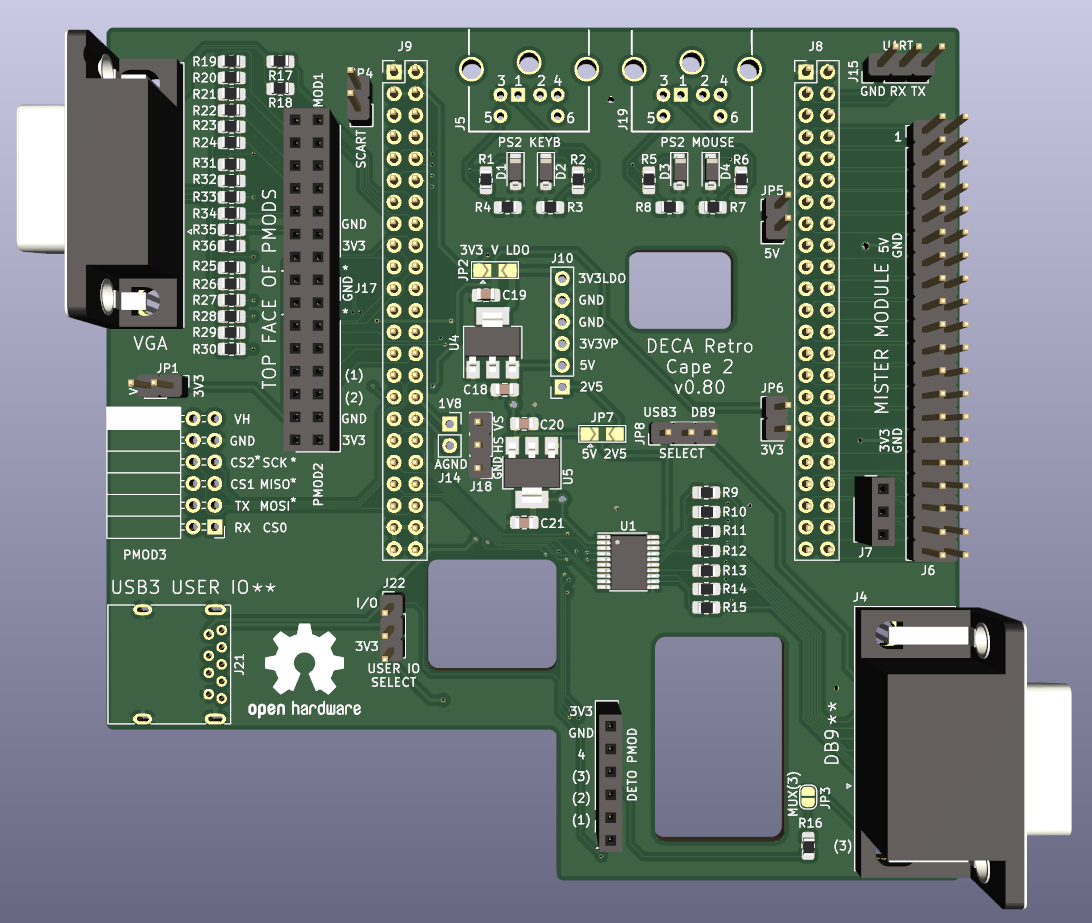 J9
J8
UART
J15
GND RX TX
R19
R20
R21
R22
R23
R24
R17
R18
PMOD1
JP4
SCART
3 1 2 4
5 6
J5
PS2 KEYB
3 1 2 4
5 6
J19
PS2 MOUSE
1
R31
R32
R33
R34
R35
R36
R1
D1
D2
R2
R4
R3
R5
D3
D4
R6
R8
R7
JP5
5V
5V
GND
R25
R26
R27
R28
R29
R30
TOP FACE OF PMODS
GND
3V3
*
GND
J17
*
(1)
(2)
GND
3V3
PMOD2
3V3 V LDO
JP2
C19
U4
C18
J10
3V3LDO
GND
GND
3V3VP
5V
2V5
DECA Retro
Cape 2
v0.80
MISTER MODULE
VGA
JP1
V
3V3
1V8
AGND
J14
GND HS VS
J18
C20
U5
C21
JP7
5V 2V5
USB3 DB9
JP8
SELECT
JP6
3V3
3V3
GND
VH
GND
CS2* SCK*
CS1 MISO*
TX MOSI*
RX CS0
PMOD3
R9
R10
R11
R12
R13
R14
R15
U1
J7
J6
USB3 USER IO**
J21
open hardware
J22
I/O
3V3
USER IO
SELECT
J4
DB9**
3V3
GND
4
(3)
(2)
(1)
DETO PMOD
MUX(3)
JP3
R16
(3)